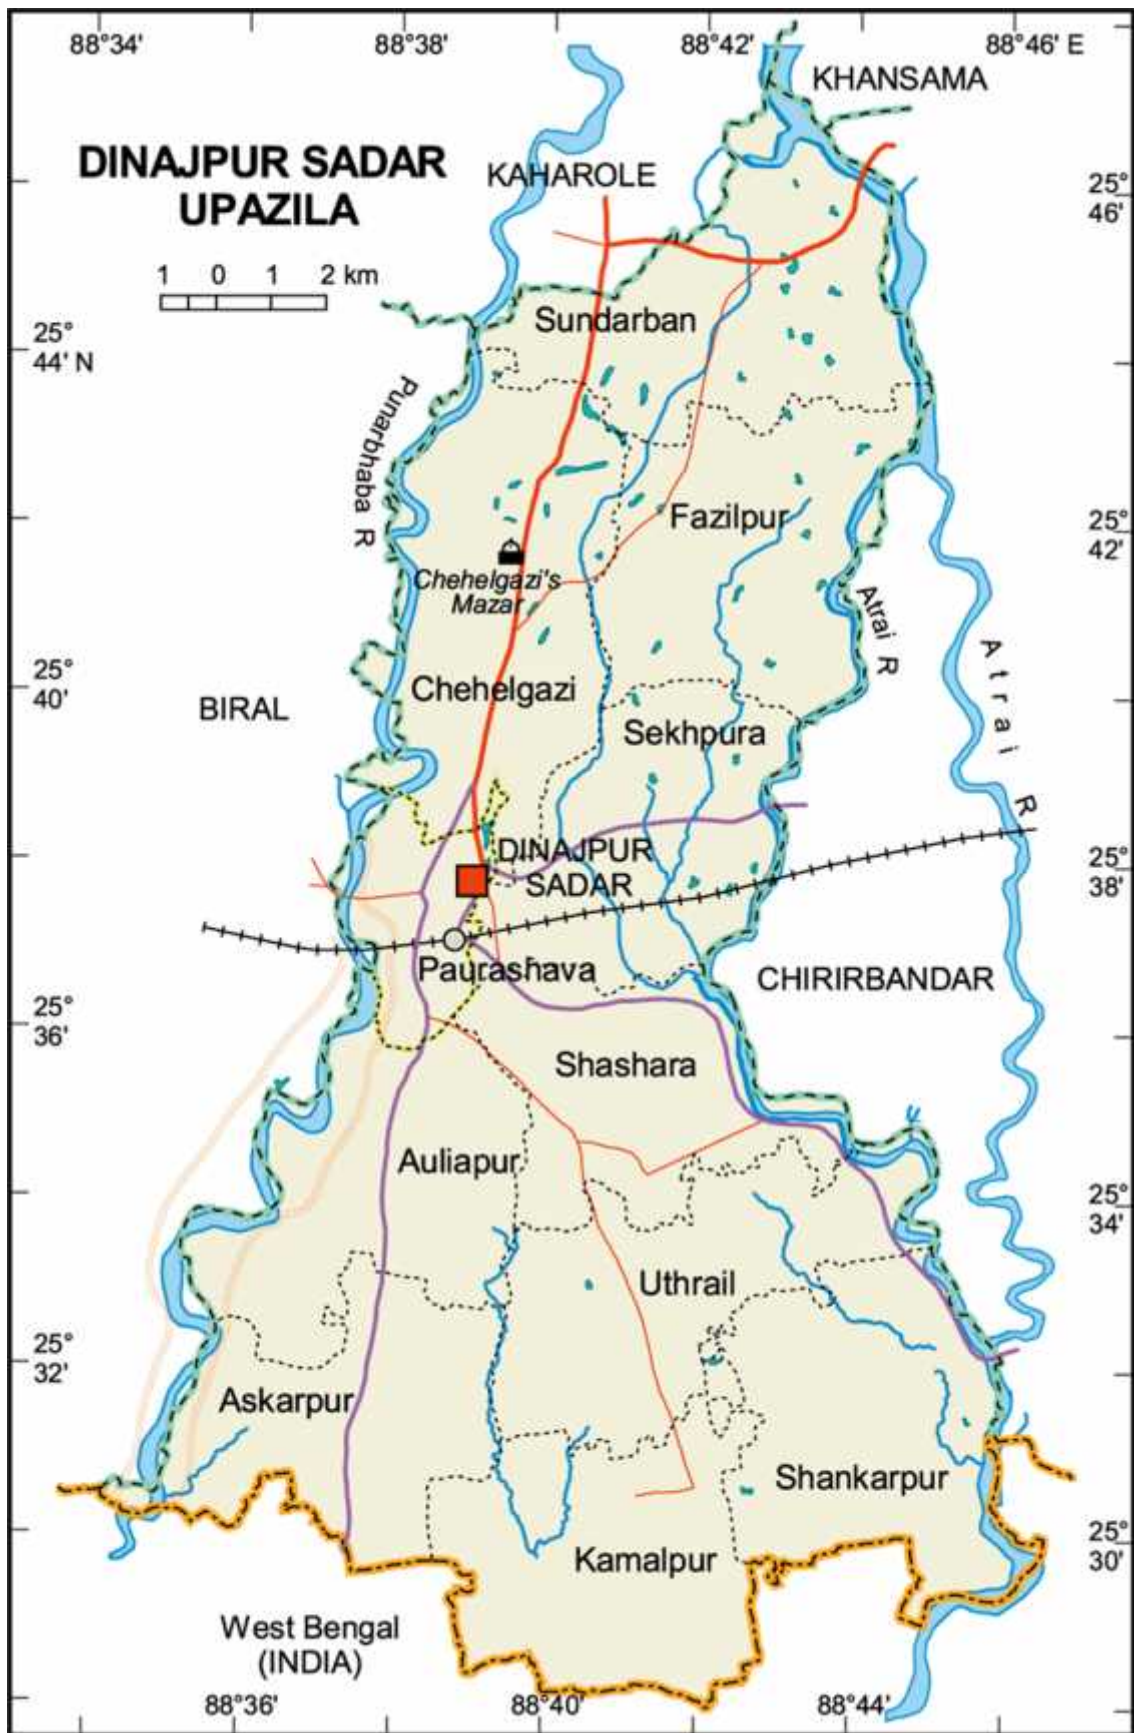 88°34' 88°38' 88°42' 88°46' E
KHANSAMA
DINAJPUR SADAR
UPAZILA
KAHAROLE
25°
46'
1 0 1 2 km
Sundarban
25°
44' N
Punarbhaba R
Fazilpur
25°
42'
Chehelgazi's
Mazar
Atrai R
Atrai R
25°
40'
Chehelgazi
BIRAL
Sekhpura
DINAJPUR
SADAR
25°
38'
Paurashava
CHIRIRBANDAR
25°
36'
Shashara
Auliapur
25°
34'
Uthrail
25°
32'
Askarpur
Shankarpur
25°
30'
Kamalpur
West Bengal
(INDIA)
88°36' 88°40' 88°44'